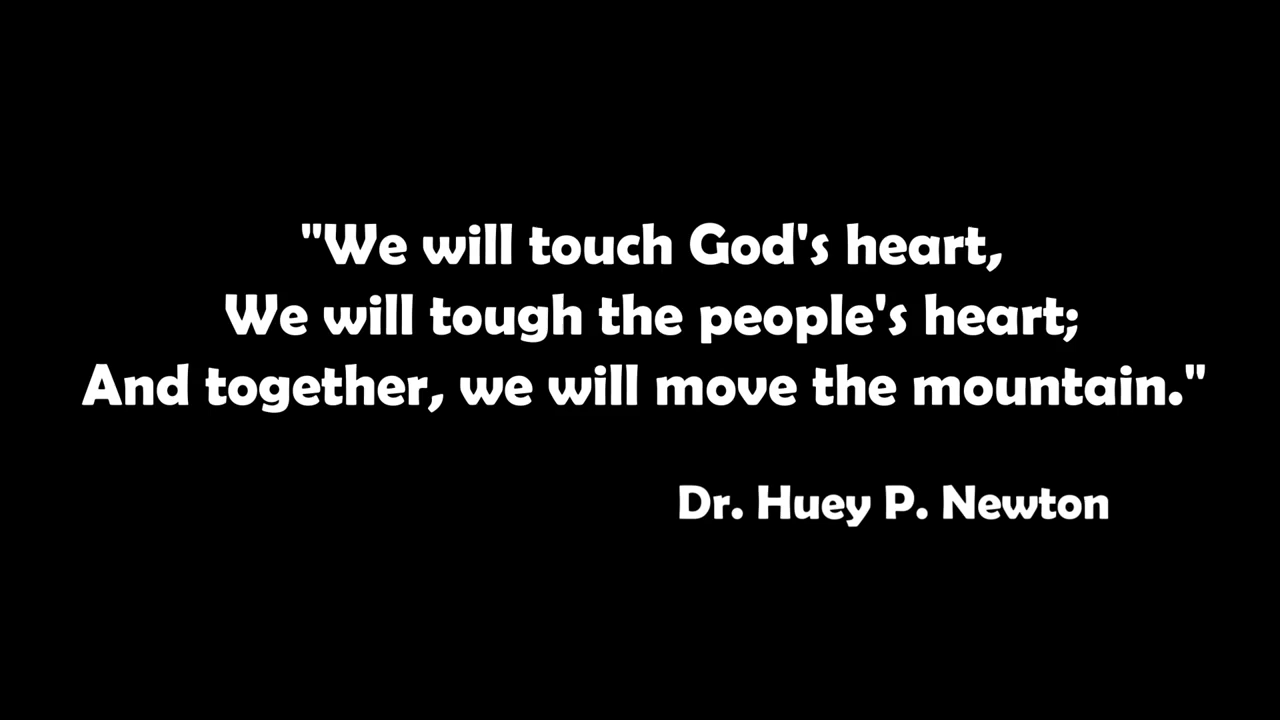 "We will touch God's heart,
We will tough the people's heart;
And together, we will move the mountain."
Dr. Huey P. Newton